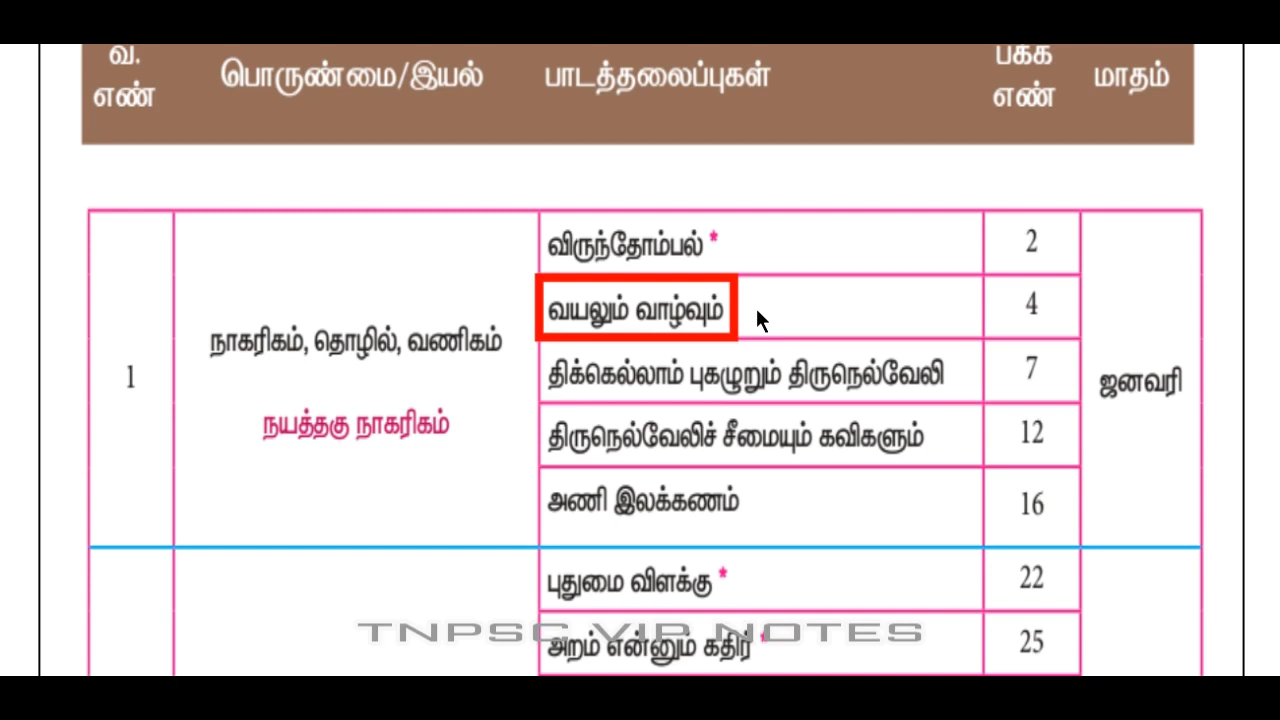 வ. எண் பொருண்மை/இயல் பாடத்தலைப்புகள் பக்க எண் மாதம்
விருந்தோம்பல் * 2
வயலும் வாழ்வும் 4
நாகரிகம், தொழில், வணிகம்
1 திக்கெல்லாம் புகழுறும் திருநெல்வேலி 7 ஜனவரி
நயத்தகு நாகரிகம்
திருநெல்வேலிச் சீமையும் கவிகளும் 12
அணி இலக்கணம் 16
புதுமை விளக்கு * 22
TNPSC VIP NOTES
அறம் என்னும் கதிர் * 25